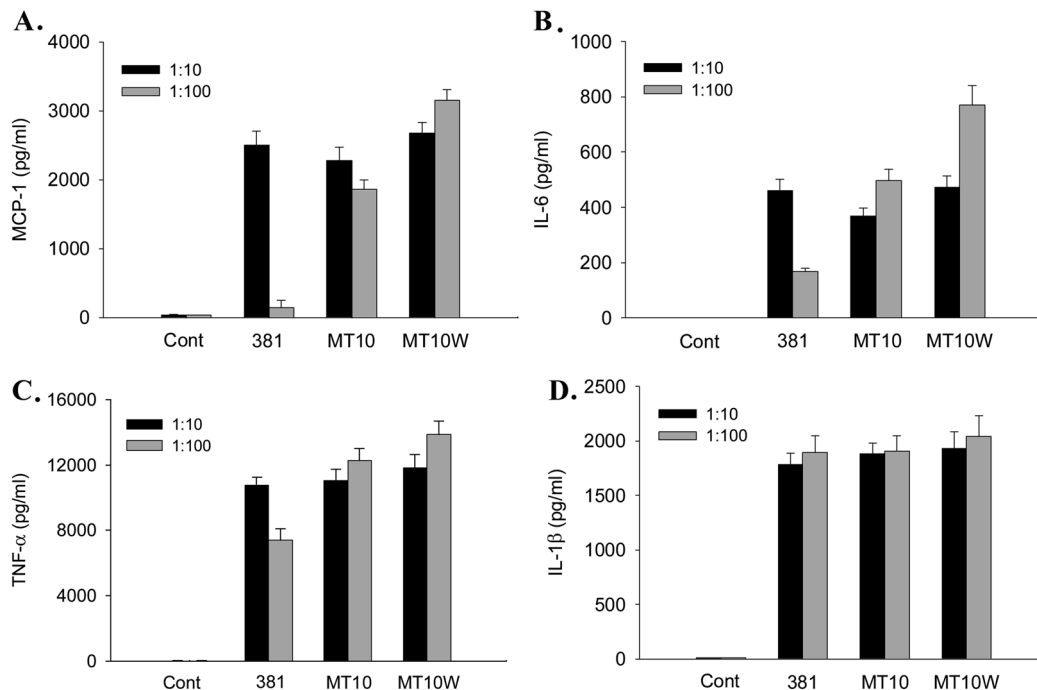 A.
MCP-1 (pg/ml)
4000
3000
2000
1000
0
1:10
1:100
Cont 381 MT10 MT10W
B.
IL-6 (pg/ml)
1000
800
600
400
200
0
1:10
1:100
Cont 381 MT10 MT10W
C.
TNF-α (pg/ml)
16000
12000
8000
4000
0
1:10
1:100
Cont 381 MT10 MT10W
D.
IL-1β (pg/ml)
2500
2000
1500
1000
500
0
1:10
1:100
Cont 381 MT10 MT10W